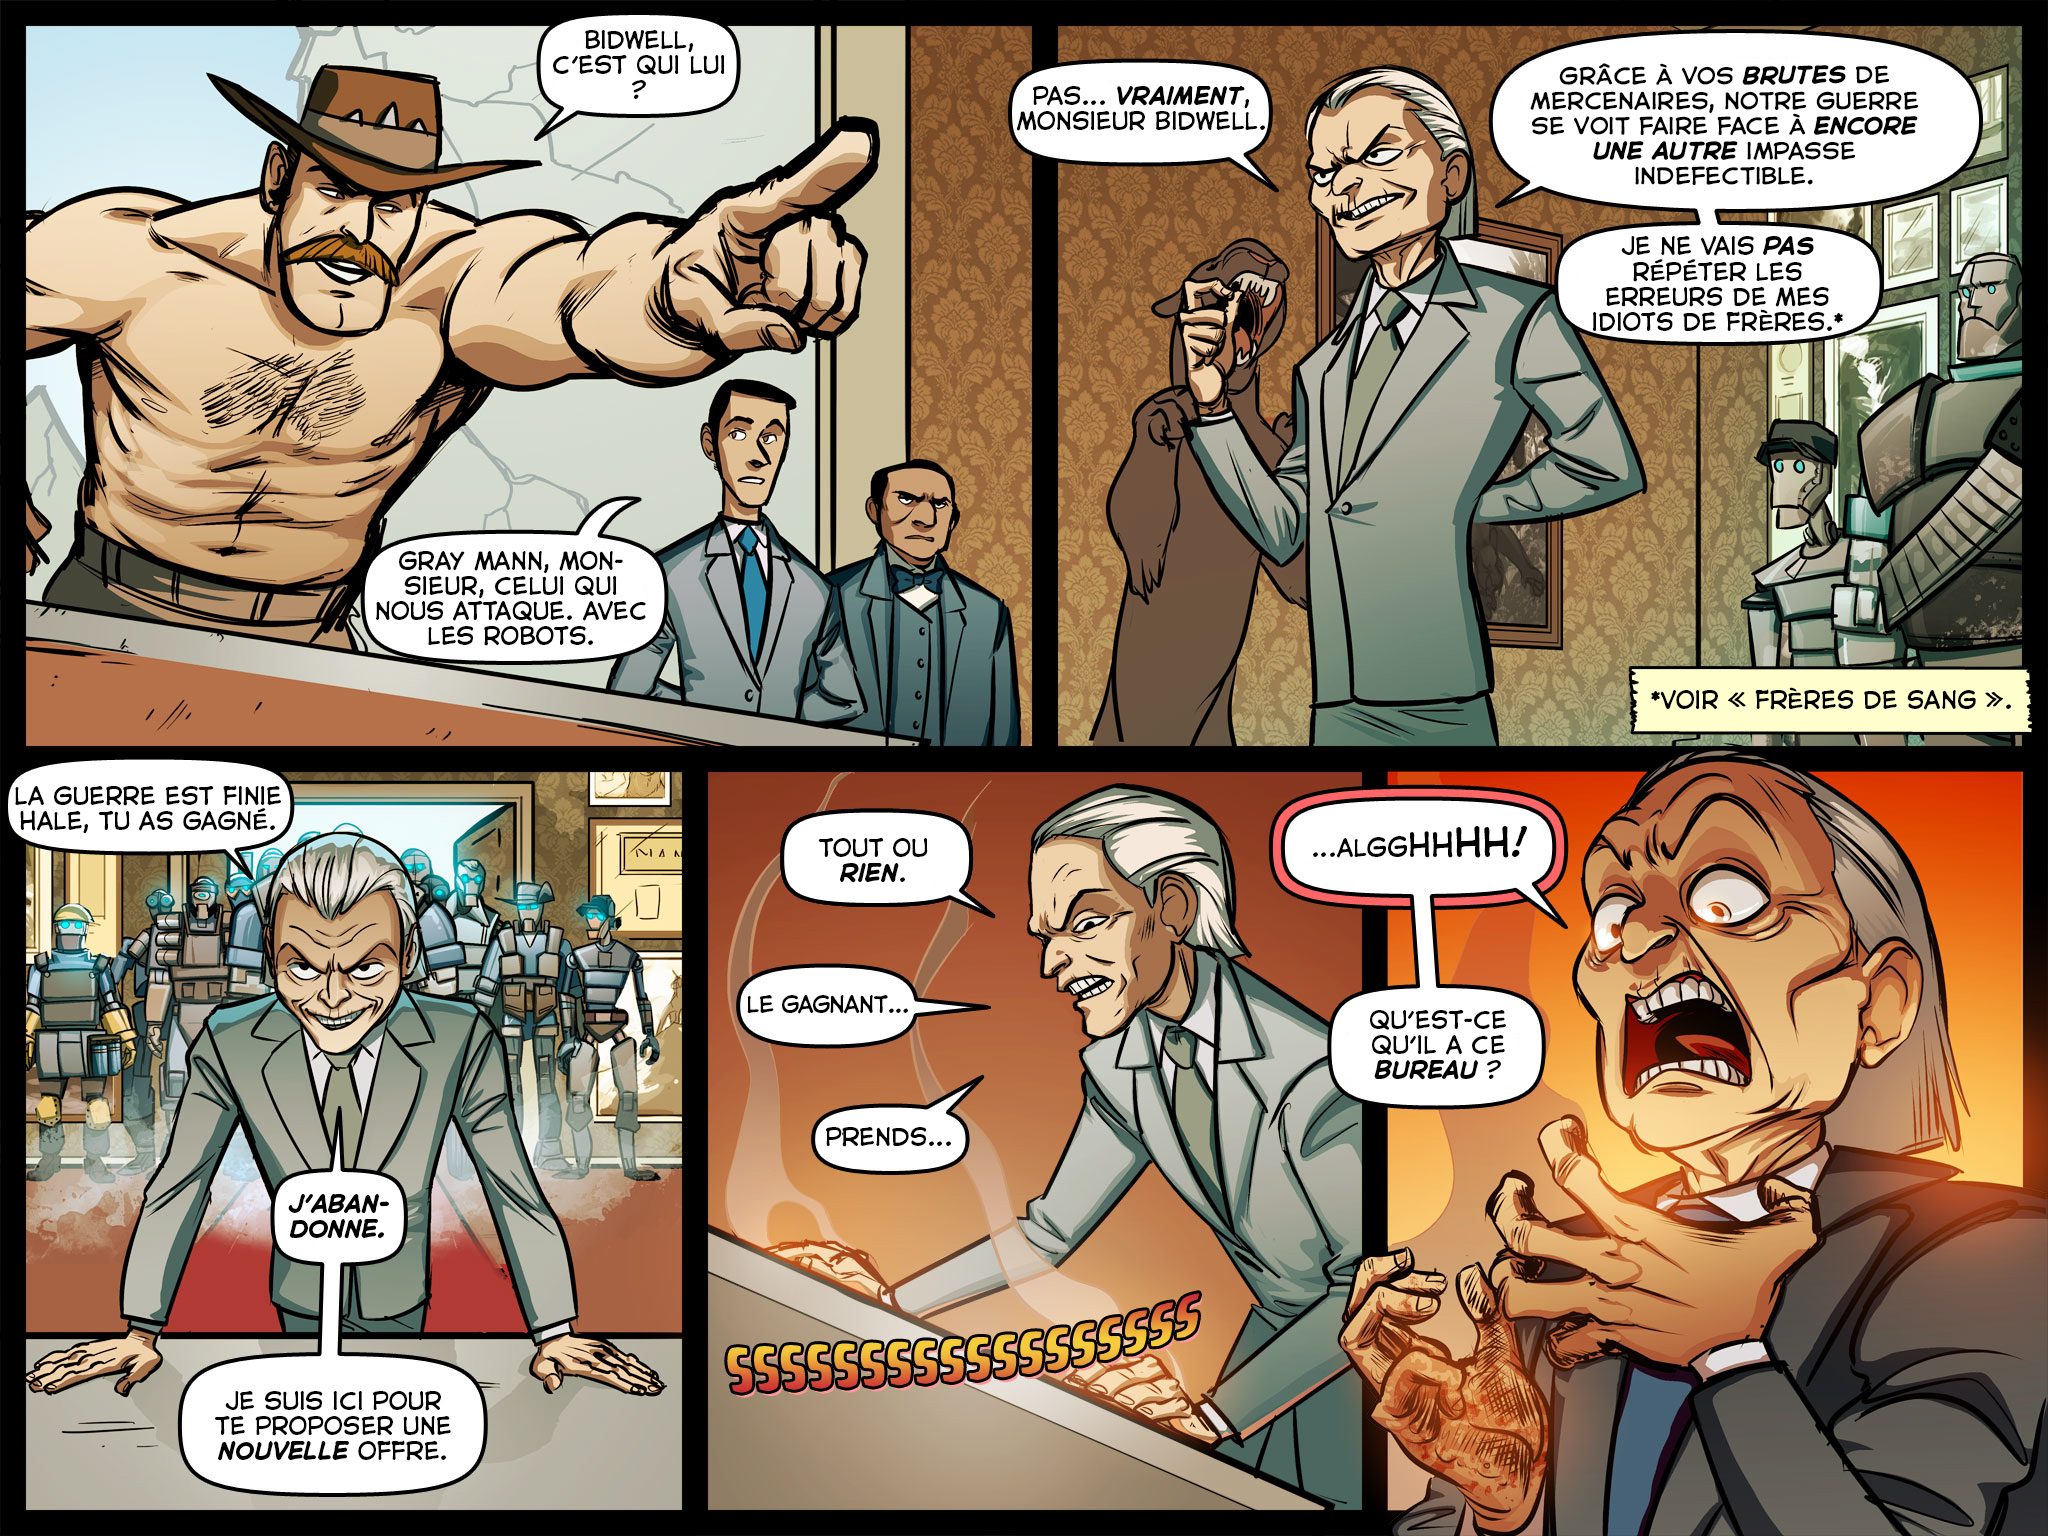 BIDWELL,
C'EST QUI LUI
?
GRAY MANN, MON-
SIEUR, CELUI QUI
NOUS ATTAQUE. AVEC
LES ROBOTS.
PAS... VRAIMENT,
MONSIEUR BIDWELL.
GRÂCE À VOS BRUTES DE
MERCENAIRES, NOTRE GUERRE
SE VOIT FAIRE FACE À ENCORE
UNE AUTRE IMPASSE
INDEFECTIBLE.
JE NE VAIS PAS
RÉPÉTER LES
ERREURS DE MES
IDIOTS DE FRÈRES.*
*VOIR « FRÈRES DE SANG ».
LA GUERRE EST FINIE
HALE, TU AS GAGNÉ.
J'ABAN-
DONNE.
JE SUIS ICI POUR
TE PROPOSER UNE
NOUVELLE OFFRE.
TOUT OU
RIEN.
LE GAGNANT...
PRENDS...
SSSSSSSSSSSSSSSSSS
...ALGGHHHH!
QU'EST-CE
QU'IL A CE
BUREAU ?